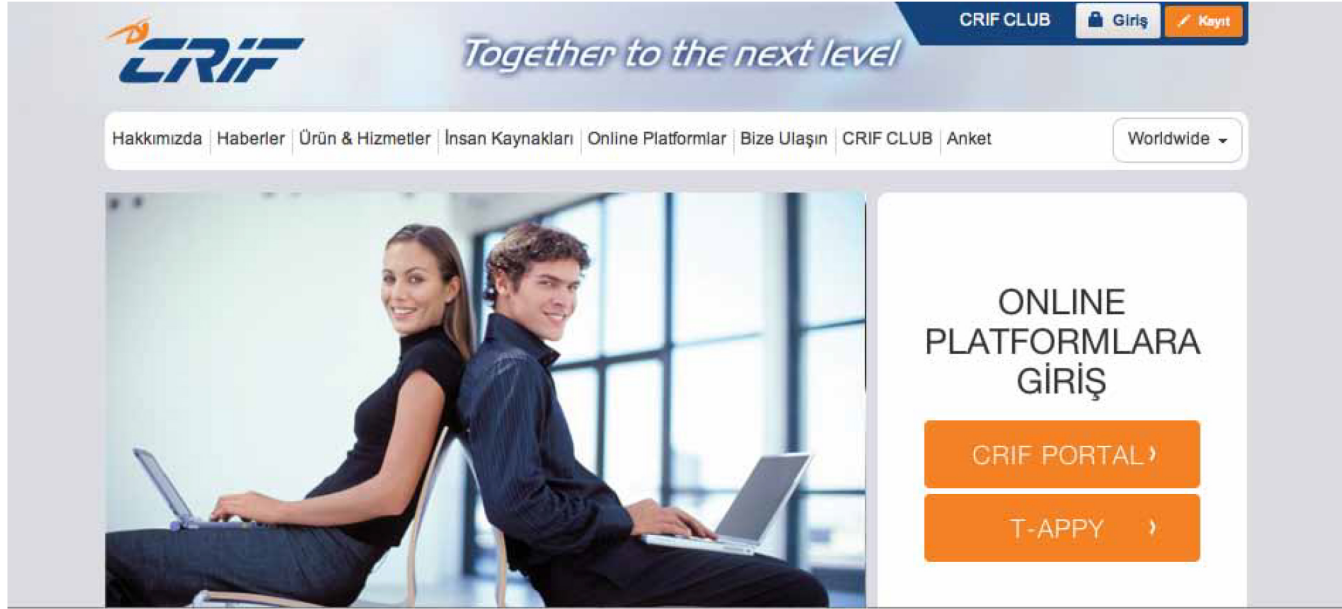 CRIF
Together to the next level
CRIF CLUB
Giriş
Kayıt
Hakkımızda
Haberler
Ürün & Hizmetler
İnsan Kaynakları
Online Platformlar
Bize Ulaşın
CRIF CLUB
Anket
Worldwide
ONLINE
PLATFORMLARA
GİRİŞ
CRIF PORTAL
T-APPY